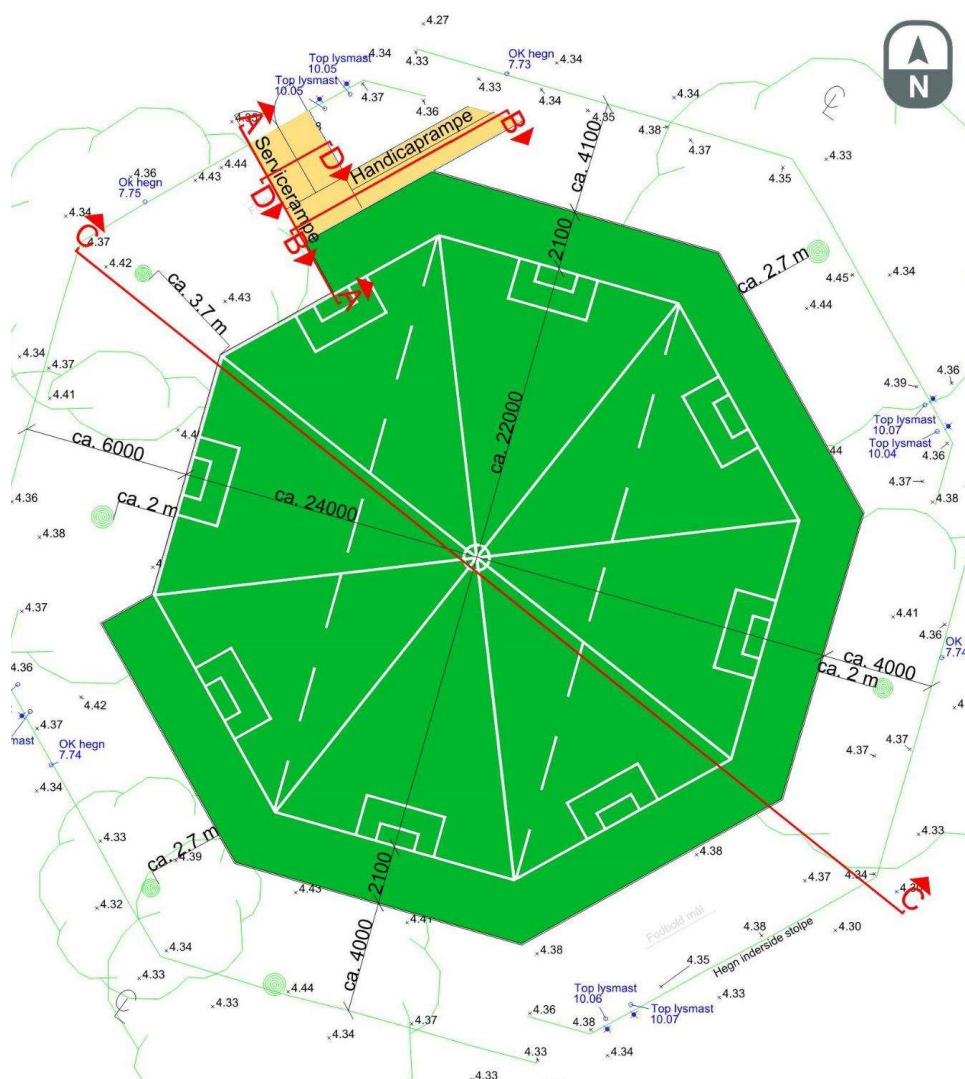 4.27
4.34
4.33
OK hegn
7.73
4.34
Top lysmast
10.05
Top lysmast
10.05
4.37
4.33
4.34
4.36
4.35
4.34
4.38
4.37
4.33
4.35
N
A
B
D
Handicaprampe
Servicerampe
D
B
A
ca. 4100
2100
4.44
4.43
4.36
Ok hegn
7.75
4.34
4.37
C
4.42
4.43
ca. 3.7 m
ca. 2.7 m
4.45
4.34
4.44
4.34
4.37
4.41
4.36
4.39
Top lysmast
10.07
Top lysmast
10.04
4.36
4.37
4.38
ca. 22000
ca. 6000
ca. 24000
ca. 2 m
4.36
4.38
4.37
4.41
4.36
OK
7.74
ca. 4000
ca. 2 m
4.36
4.42
4.37
mast
OK hegn
7.74
4.34
4.37
4.37
4.33
ca. 2.7 m
4.39
4.33
4.38
4.34
4.37
C
4.32
4.43
4.41
2100
ca. 4000
4.38
Fodbold mål
4.38
4.30
Hegn inderside stolpe
4.35
4.34
4.33
4.33
4.44
4.34
4.37
4.36
4.38
Top lysmast
10.06
Top lysmast
10.07
4.33
4.34
4.33
4.33